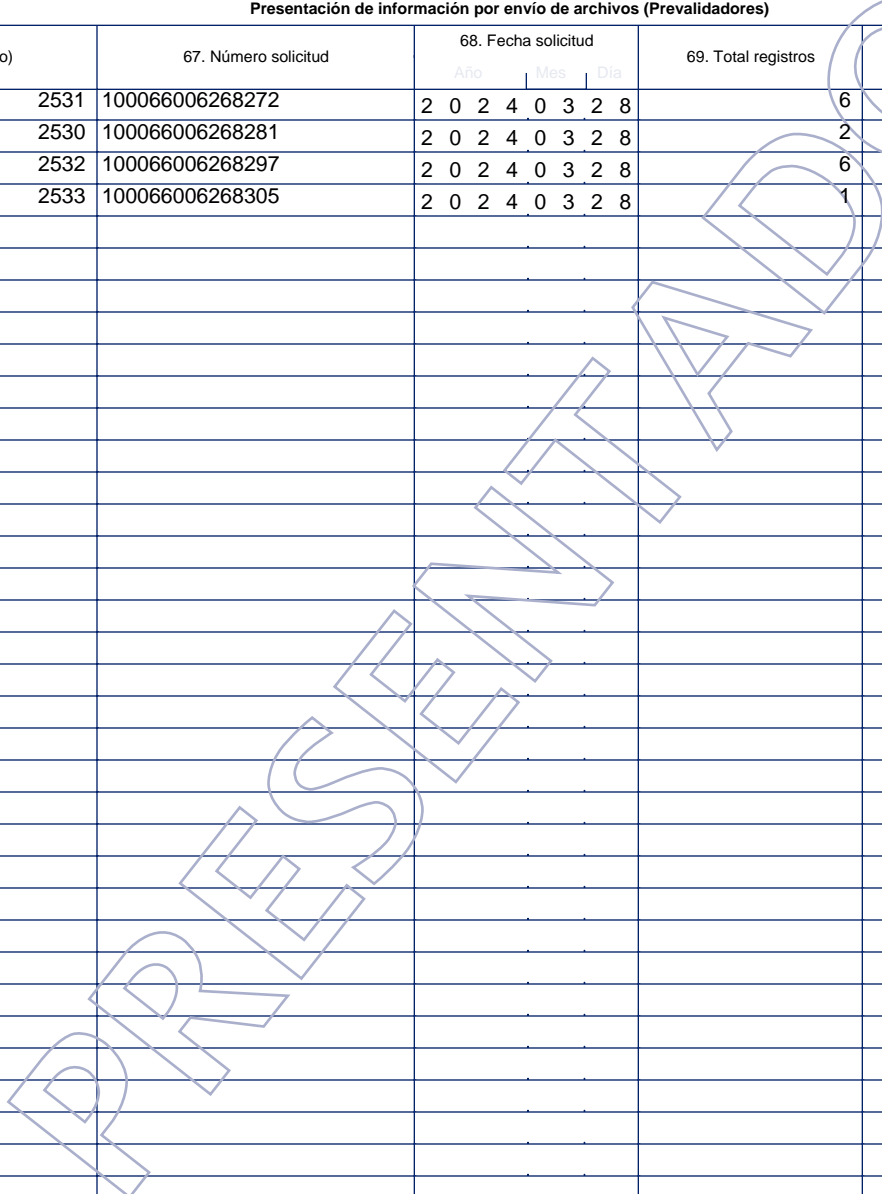 Presentación de información por envío de archivos (Prevalidadores)
o) 67. Número solicitud 68. Fecha solicitud 69. Total registros
Año Mes Día
2531 100066006268272 2 0 2 4 0 3 2 8 6
2530 100066006268281 2 0 2 4 0 3 2 8 2
2532 100066006268297 2 0 2 4 0 3 2 8 6
2533 100066006268305 2 0 2 4 0 3 2 8 1
PRESENTADO